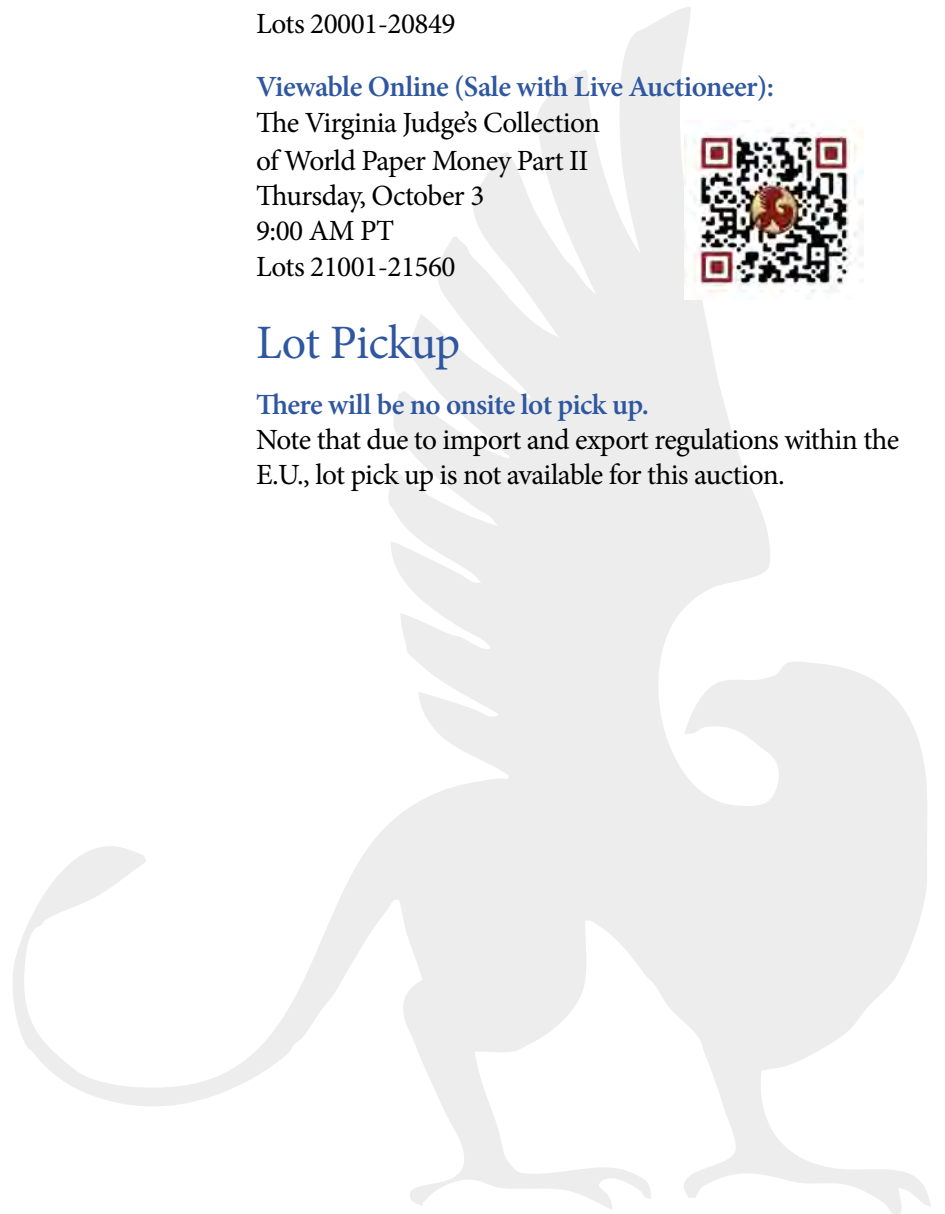 Lots 20001-20849
Viewable Online (Sale with Live Auctioneer):
The Virginia Judge’s Collection
of World Paper Money Part II
Thursday, October 3
9:00 AM PT
Lots 21001-21560
Lot Pickup
There will be no onsite lot pick up.
Note that due to import and export regulations within the
E.U., lot pick up is not available for this auction.